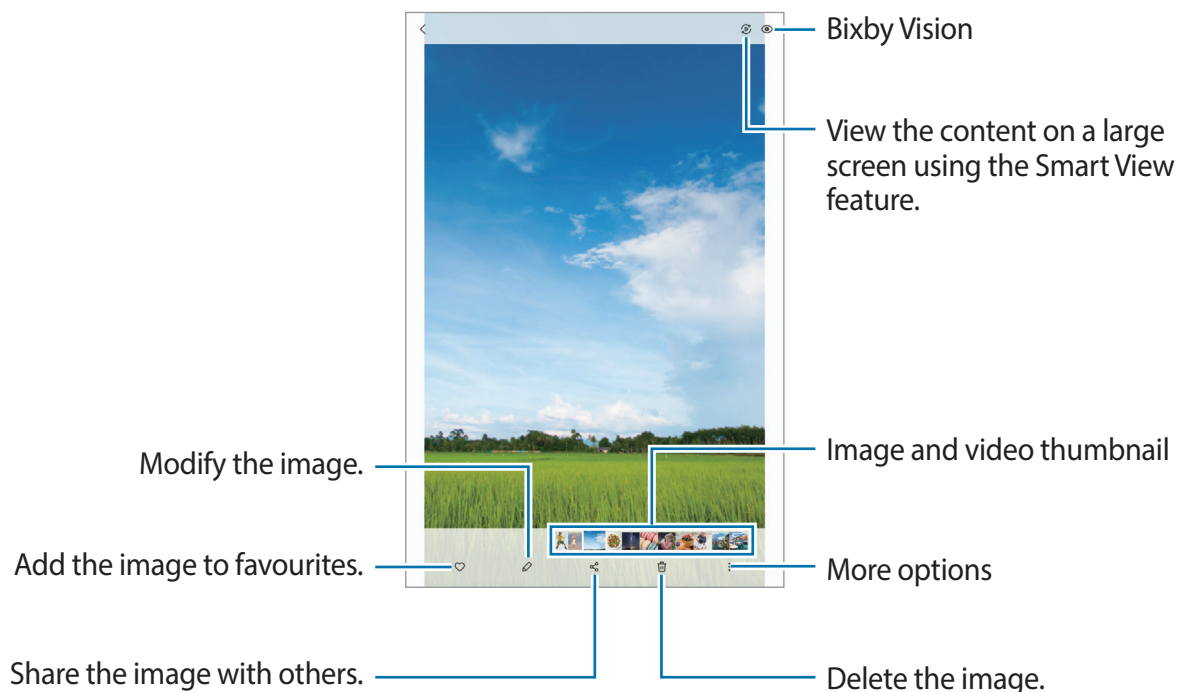 Bixby Vision
View the content on a large
screen using the Smart View
feature.
Modify the image.
Image and video thumbnail
Add the image to favourites.
More options
Share the image with others.
Delete the image.